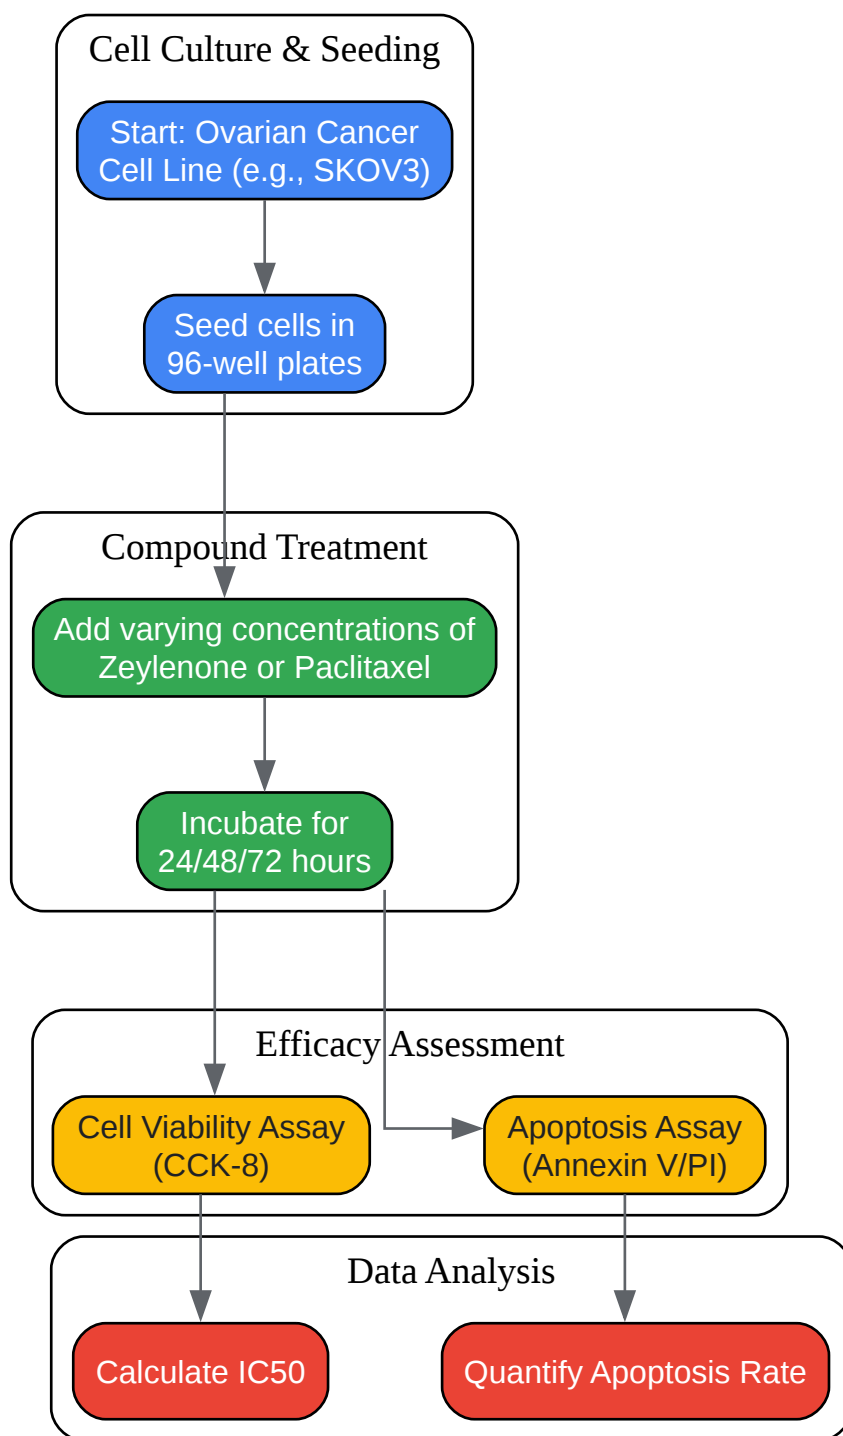 Cell Culture & Seeding
Start: Ovarian Cancer
Cell Line (e.g., SKOV3)
Seed cells in
96-well plates
Compound Treatment
Add varying concentrations of
Zeylenone or Paclitaxel
Incubate for
24/48/72 hours
Efficacy Assessment
Cell Viability Assay
(CCK-8)
Apoptosis Assay
(Annexin V/PI)
Data Analysis
Calculate IC50
Quantify Apoptosis Rate